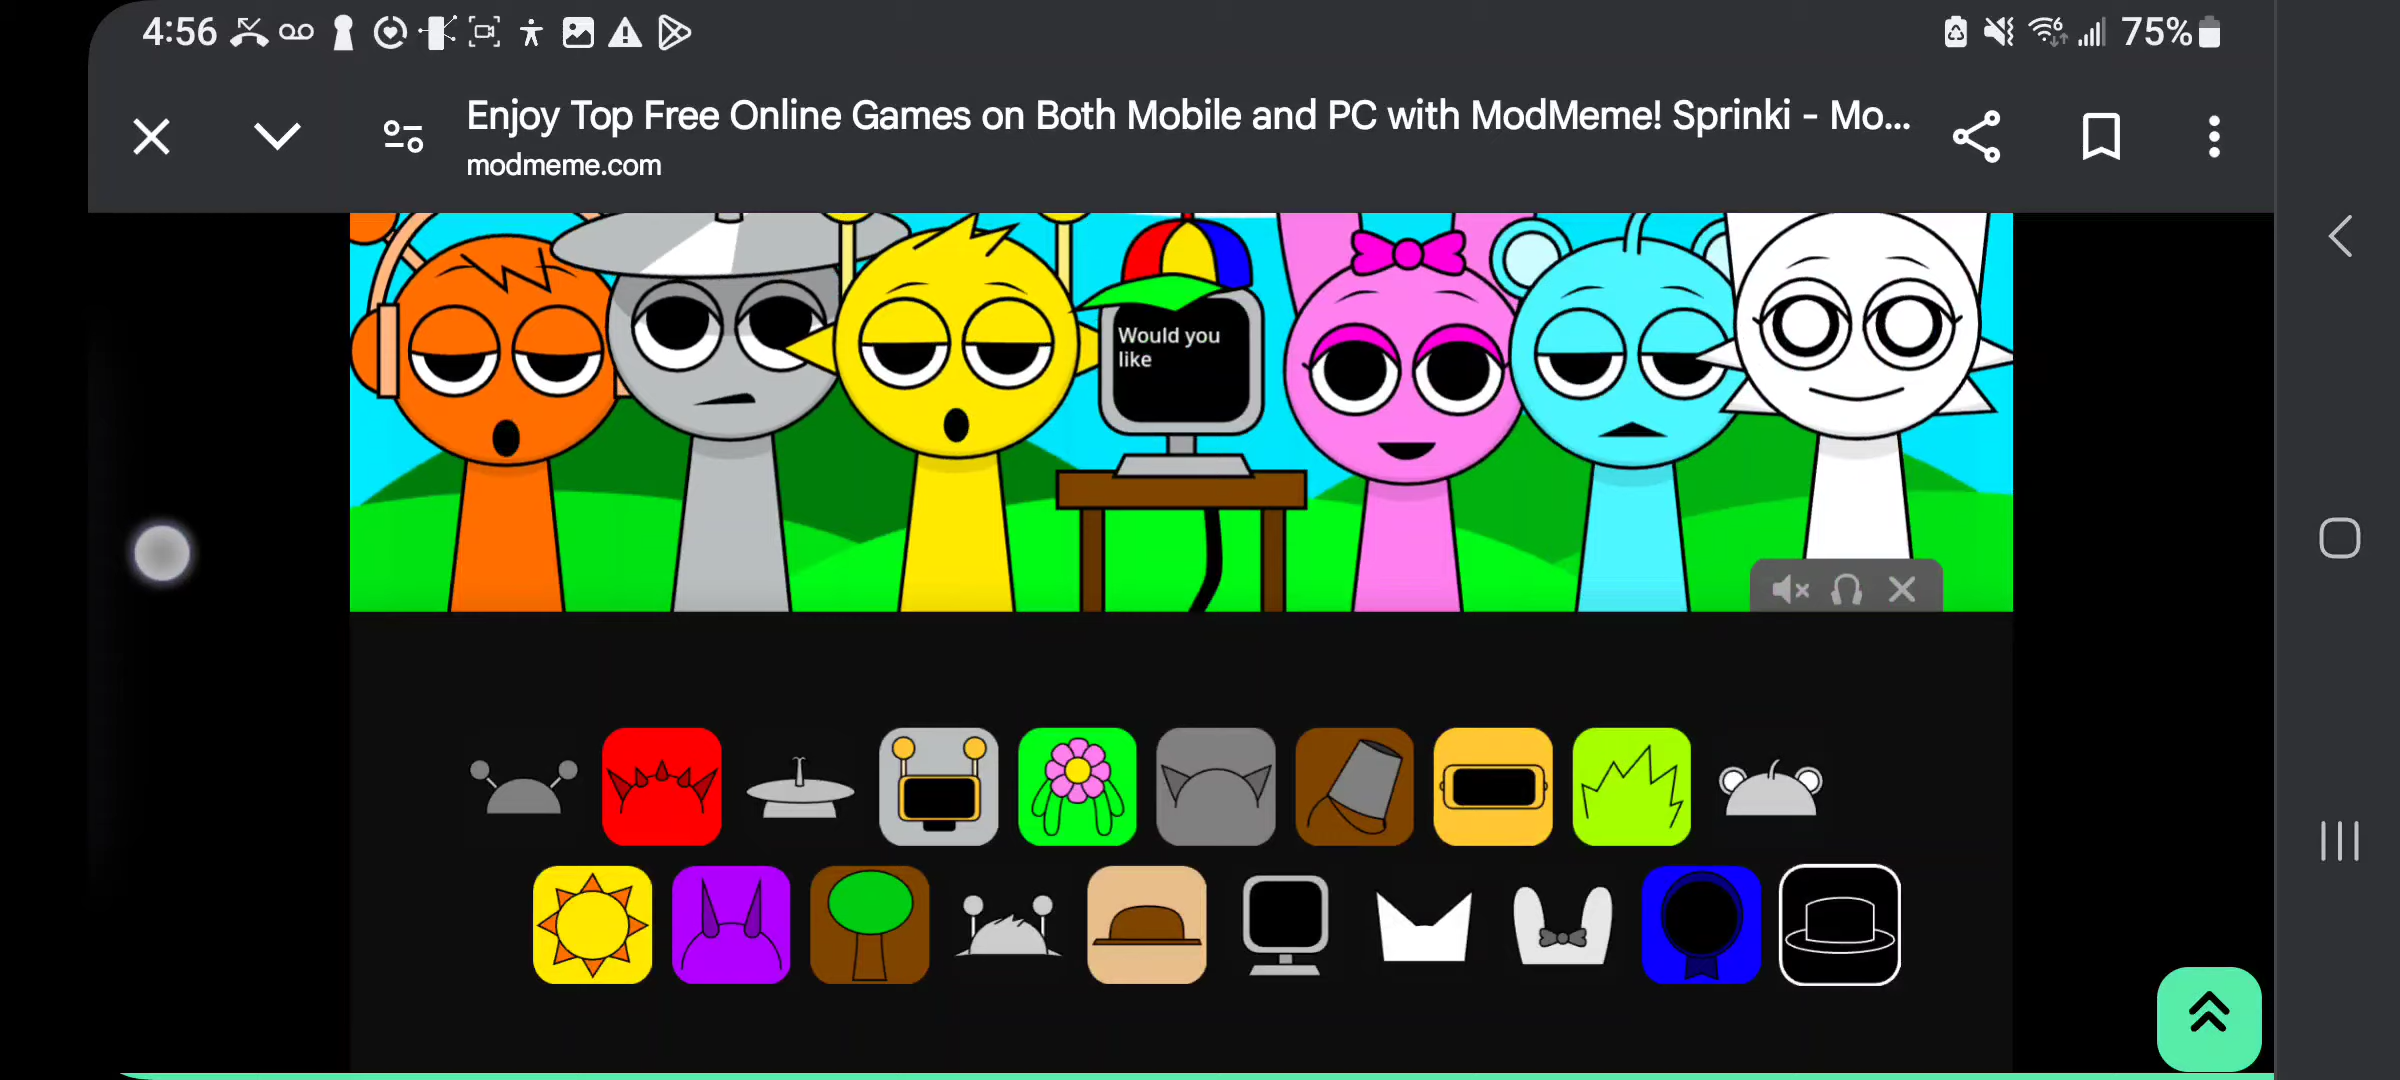 4:56
6
75%
Enjoy Top Free Online Games on Both Mobile and PC with ModMeme! Sprinki - Mo...
modmeme.com
Would you
like